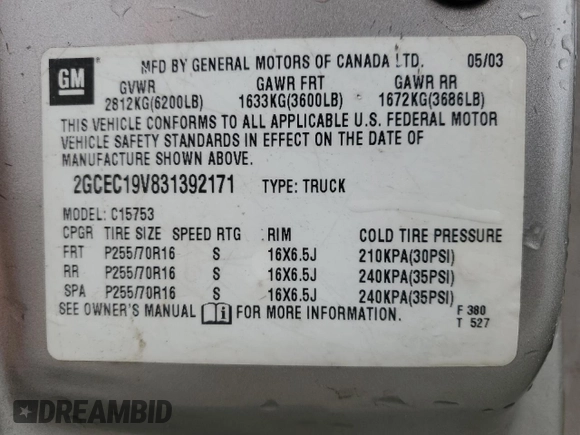 GM
MFD BY GENERAL MOTORS OF CANADA LTD. 05/03
GVWR GAWR FRT GAWR RR
2812KG(6200LB) 1633KG(3600LB) 1672KG(3686LB)
THIS VEHICLE CONFORMS TO ALL APPLICABLE U.S. FEDERAL MOTOR
VEHICLE SAFETY STANDARDS IN EFFECT ON THE DATE OF
MANUFACTURE SHOWN ABOVE.
2GCEC19V831392171 TYPE: TRUCK
MODEL: C15753
CPGR TIRE SIZE SPEED RTG RIM COLD TIRE PRESSURE
FRT P255/70R16 S 16X6.5J 210KPA(30PSI)
RR P255/70R16 S 16X6.5J 240KPA(35PSI)
SPA P255/70R16 S 16X6.5J 240KPA(35PSI)
SEE OWNER'S MANUAL i FOR MORE INFORMATION.
F 380
T 527
DREAMBID